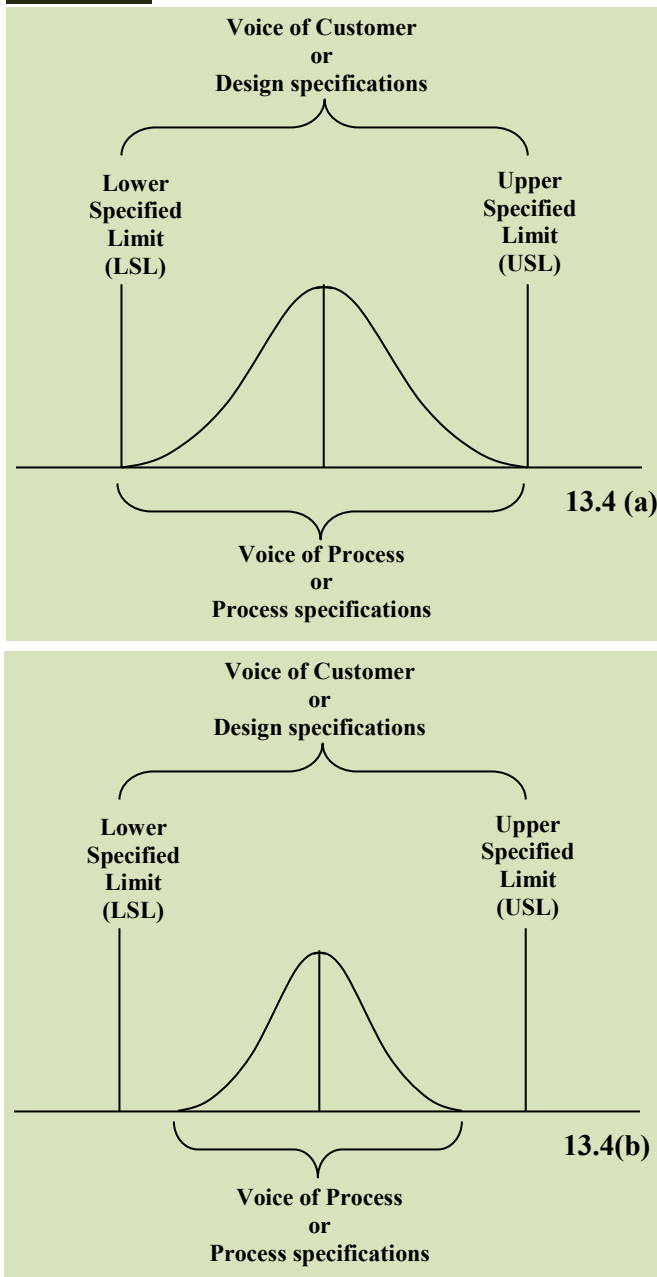 Voice of Customer
or
Design specifications
Lower
Specified
Limit
(LSL)
Upper
Specified
Limit
(USL)
13.4 (a)
Voice of Process
or
Process specifications
Voice of Customer
or
Design specifications
Lower
Specified
Limit
(LSL)
Upper
Specified
Limit
(USL)
13.4(b)
Voice of Process
or
Process specifications